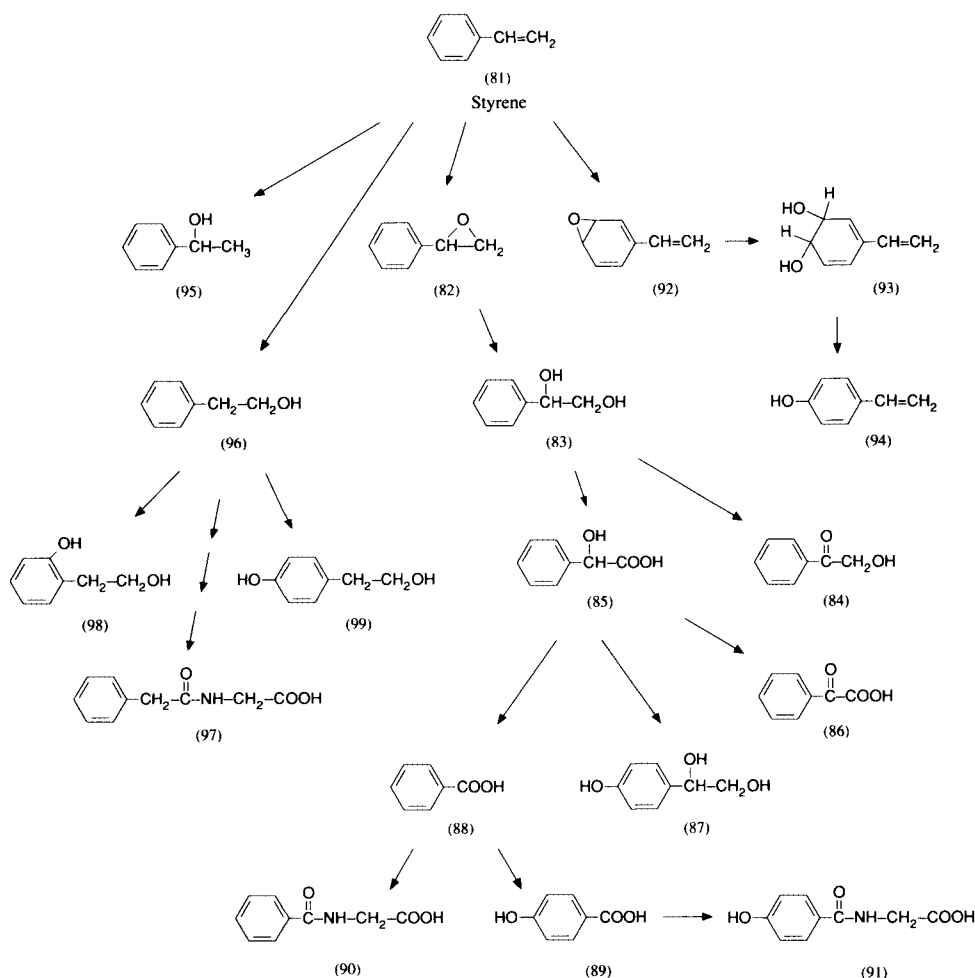 CH=CH₂
(81)
Styrene
OH
CH–CH₃
(95)
O
CH–CH₂
(82)
O
CH=CH₂
(92)
H
HO
H
HO
CH=CH₂
(93)
CH₂–CH₂OH
(96)
OH
CH–CH₂OH
(83)
HO
CH=CH₂
(94)
OH
CH₂–CH₂OH
(98)
HO
CH₂–CH₂OH
(99)
OH
CH–COOH
(85)
O
C–CH₂OH
(84)
O
CH₂–C–NH–CH₂–COOH
(97)
O
C–COOH
(86)
COOH
(88)
HO
OH
CH–CH₂OH
(87)
O
C–NH–CH₂–COOH
(90)
HO
COOH
(89)
HO
O
C–NH–CH₂–COOH
(91)